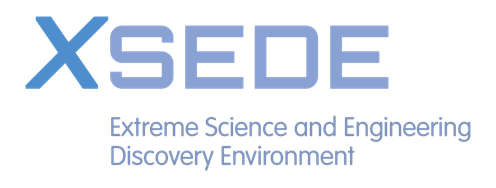 XSEDE
Extreme Science and Engineering
Discovery Environment